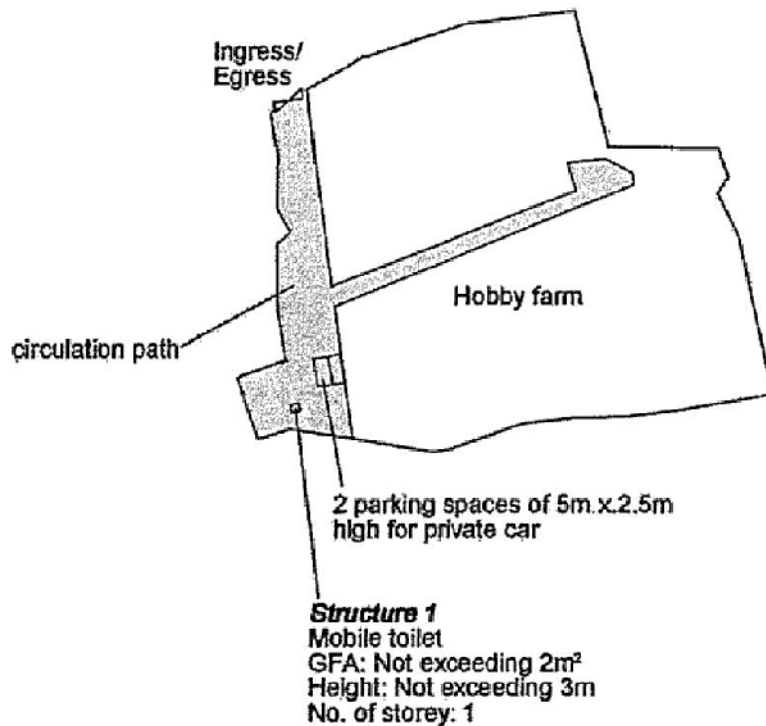 Ingress/
Egress
Hobby farm
circulation path
2 parking spaces of 5m.x.2.5m
high for private car
Structure 1
Mobile toilet
GFA: Not exceeding 2m²
Height: Not exceeding 3m
No. of storey: 1